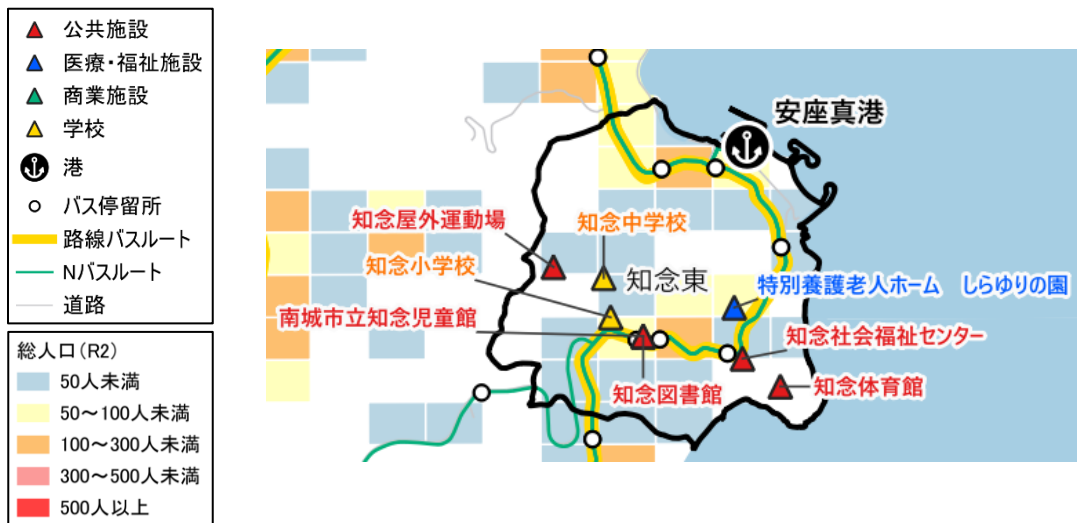 公共施設
医療・福祉施設
商業施設
学校
港
バス停留所
路線バスルート
Nバスルート
道路
総人口(R2)
50人未満
50～100人未満
100～300人未満
300～500人未満
500人以上
安座真港
知念屋外運動場
知念中学校
知念小学校
知念東
特別養護老人ホーム　しらゆりの園
南城市立知念児童館
知念社会福祉センター
知念図書館
知念体育館